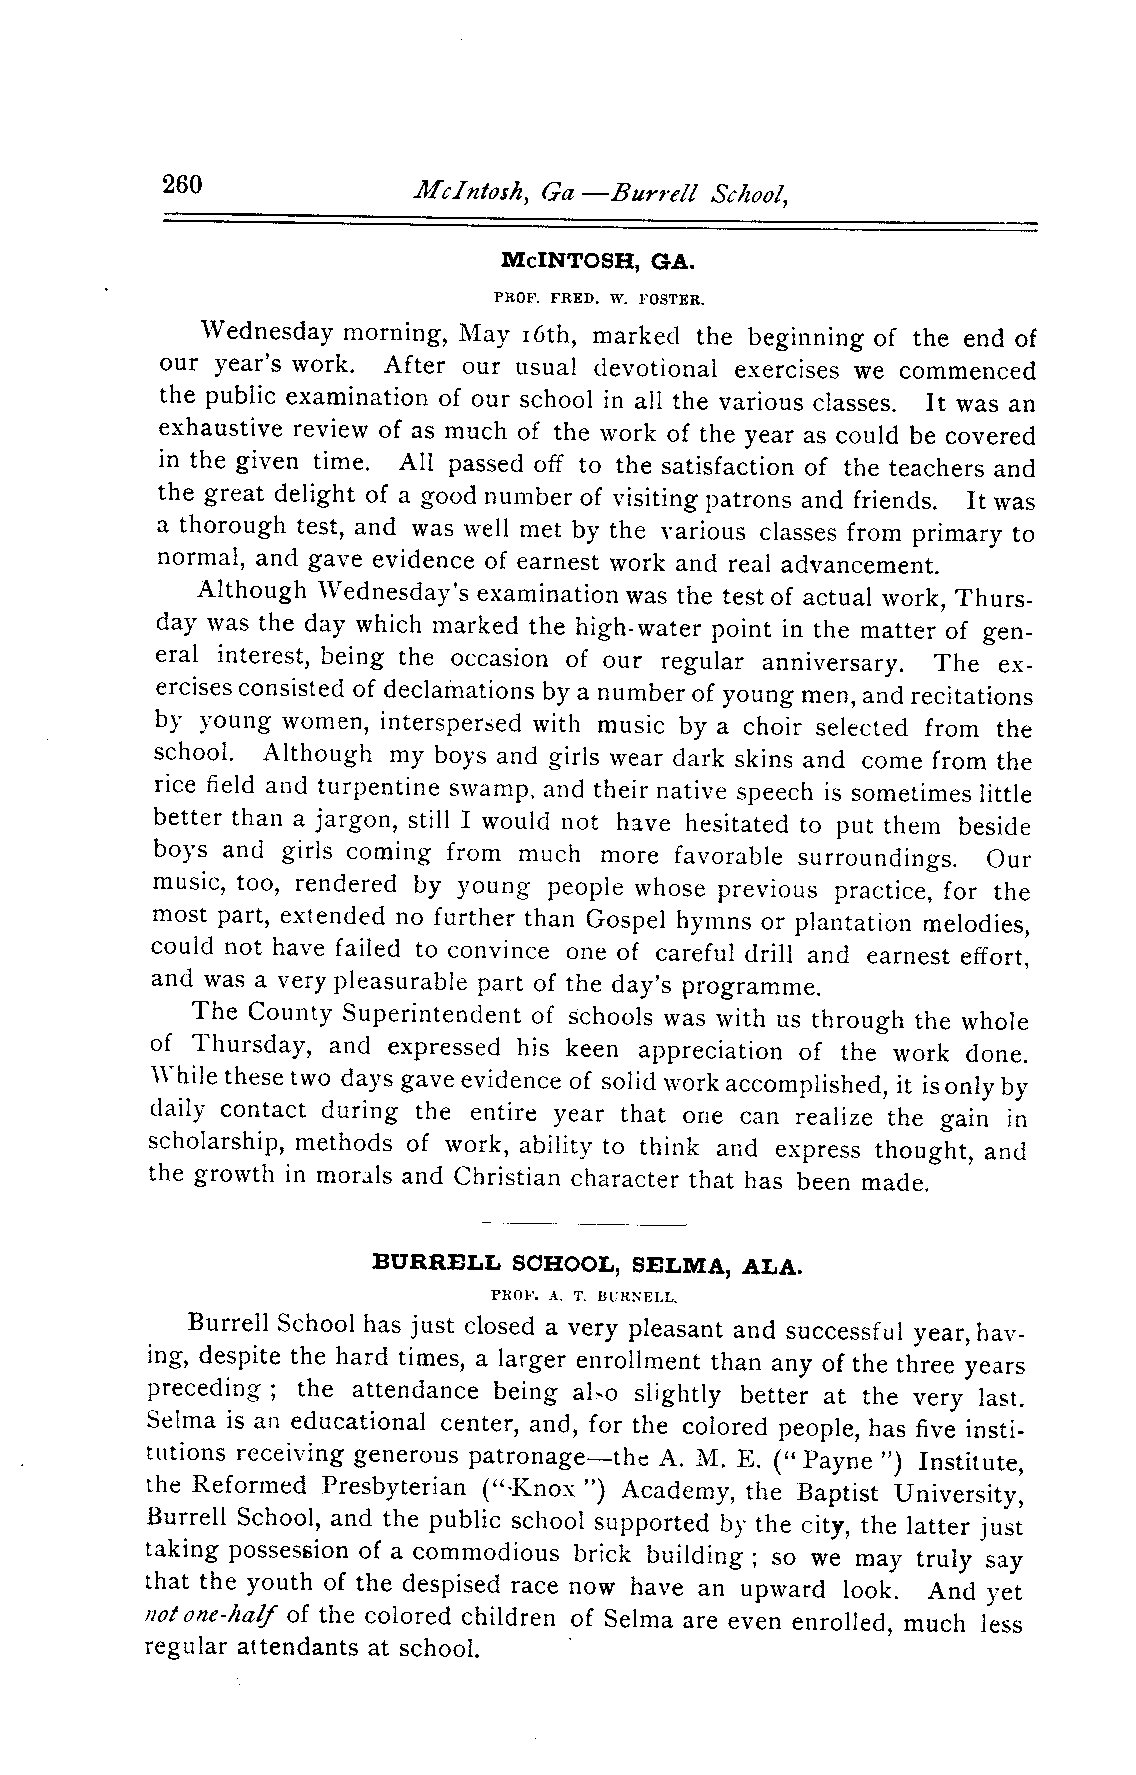 260 McIntosh, Ga —Burrell School,
McINTOSH, GA.
PROF. FRED. W. FOSTER.
Wednesday morning, May 16th, marked the beginning of the end of
our year's work. After our usual devotional exercises we commenced
the public examination of our school in all the various classes. It was an
exhaustive review of as much of the work of the year as could be covered
in the given time. All passed off to the satisfaction of the teachers and
the great delight of a good number of visiting patrons and friends. It was
a thorough test, and was well met by the various classes from primary to
normal, and gave evidence of earnest work and real advancement.
Although Wednesday's examination was the test of actual work, Thurs-
day was the day which marked the high-water point in the matter of gen-
eral interest, being the occasion of our regular anniversary. The ex-
ercises consisted of declamations by a number of young men, and recitations
by young women, interspersed with music by a choir selected from the
school. Although my boys and girls wear dark skins and come from the
rice field and turpentine swamp, and their native speech is sometimes little
better than a jargon, still I would not have hesitated to put them beside
boys and girls coming from much more favorable surroundings. Our
music, too, rendered by young people whose previous practice, for the
most part, extended no further than Gospel hymns or plantation melodies,
could not have failed to convince one of careful drill and earnest effort,
and was a very pleasurable part of the day's programme.
The County Superintendent of schools was with us through the whole
of Thursday, and expressed his keen appreciation of the work done.
While these two days gave evidence of solid work accomplished, it is only by
daily contact during the entire year that one can realize the gain in
scholarship, methods of work, ability to think and express thought, and
the growth in morals and Christian character that has been made.
BURRELL SCHOOL, SELMA, ALA.
PROF. A. T. BURNELL.
Burrell School has just closed a very pleasant and successful year, hav-
ing, despite the hard times, a larger enrollment than any of the three years
preceding ; the attendance being also slightly better at the very last.
Selma is an educational center, and, for the colored people, has five insti-
tutions receiving generous patronage—the A. M. E. (" Payne ") Institute,
the Reformed Presbyterian ("Knox ") Academy, the Baptist University,
Burrell School, and the public school supported by the city, the latter just
taking possession of a commodious brick building ; so we may truly say
that the youth of the despised race now have an upward look. And yet
not one-half of the colored children of Selma are even enrolled, much less
regular attendants at school.